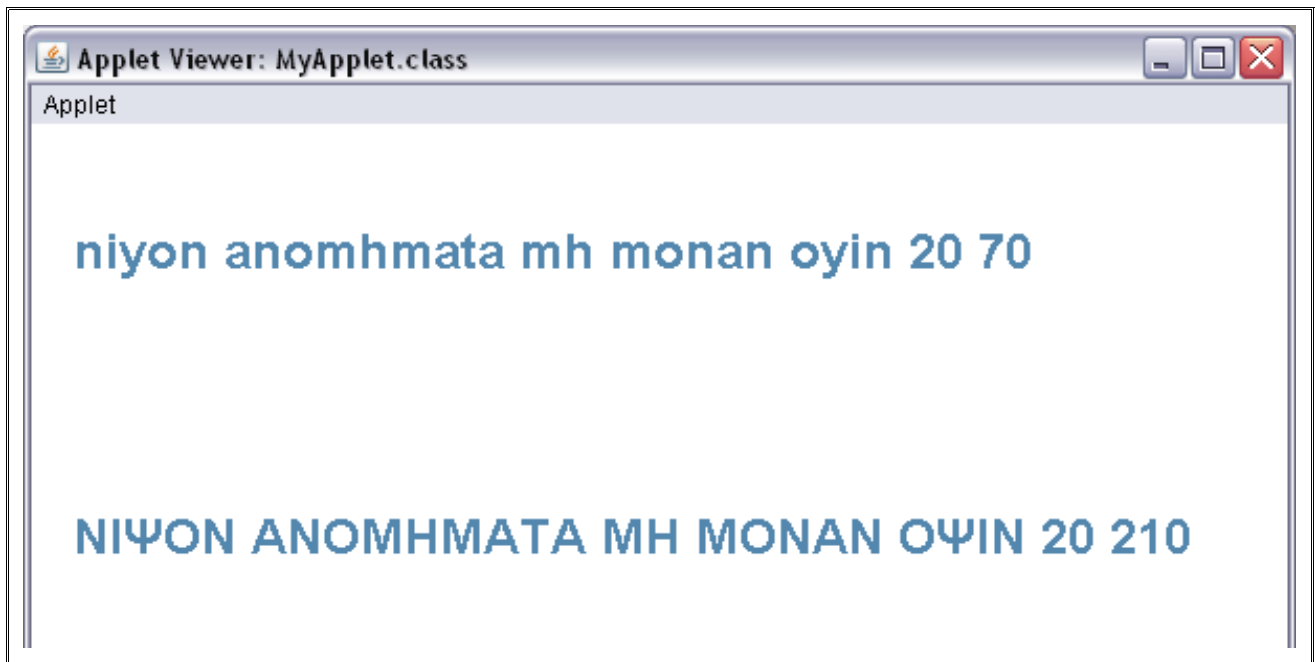 Applet Viewer: MyApplet.class
Applet
niyon anomhmata mh monan oyin 20 70
ΝΙΨΟΝ ΑΝΟΜΗΜΑΤΑ ΜΗ ΜΟΝΑΝ ΟΨΙΝ 20 210